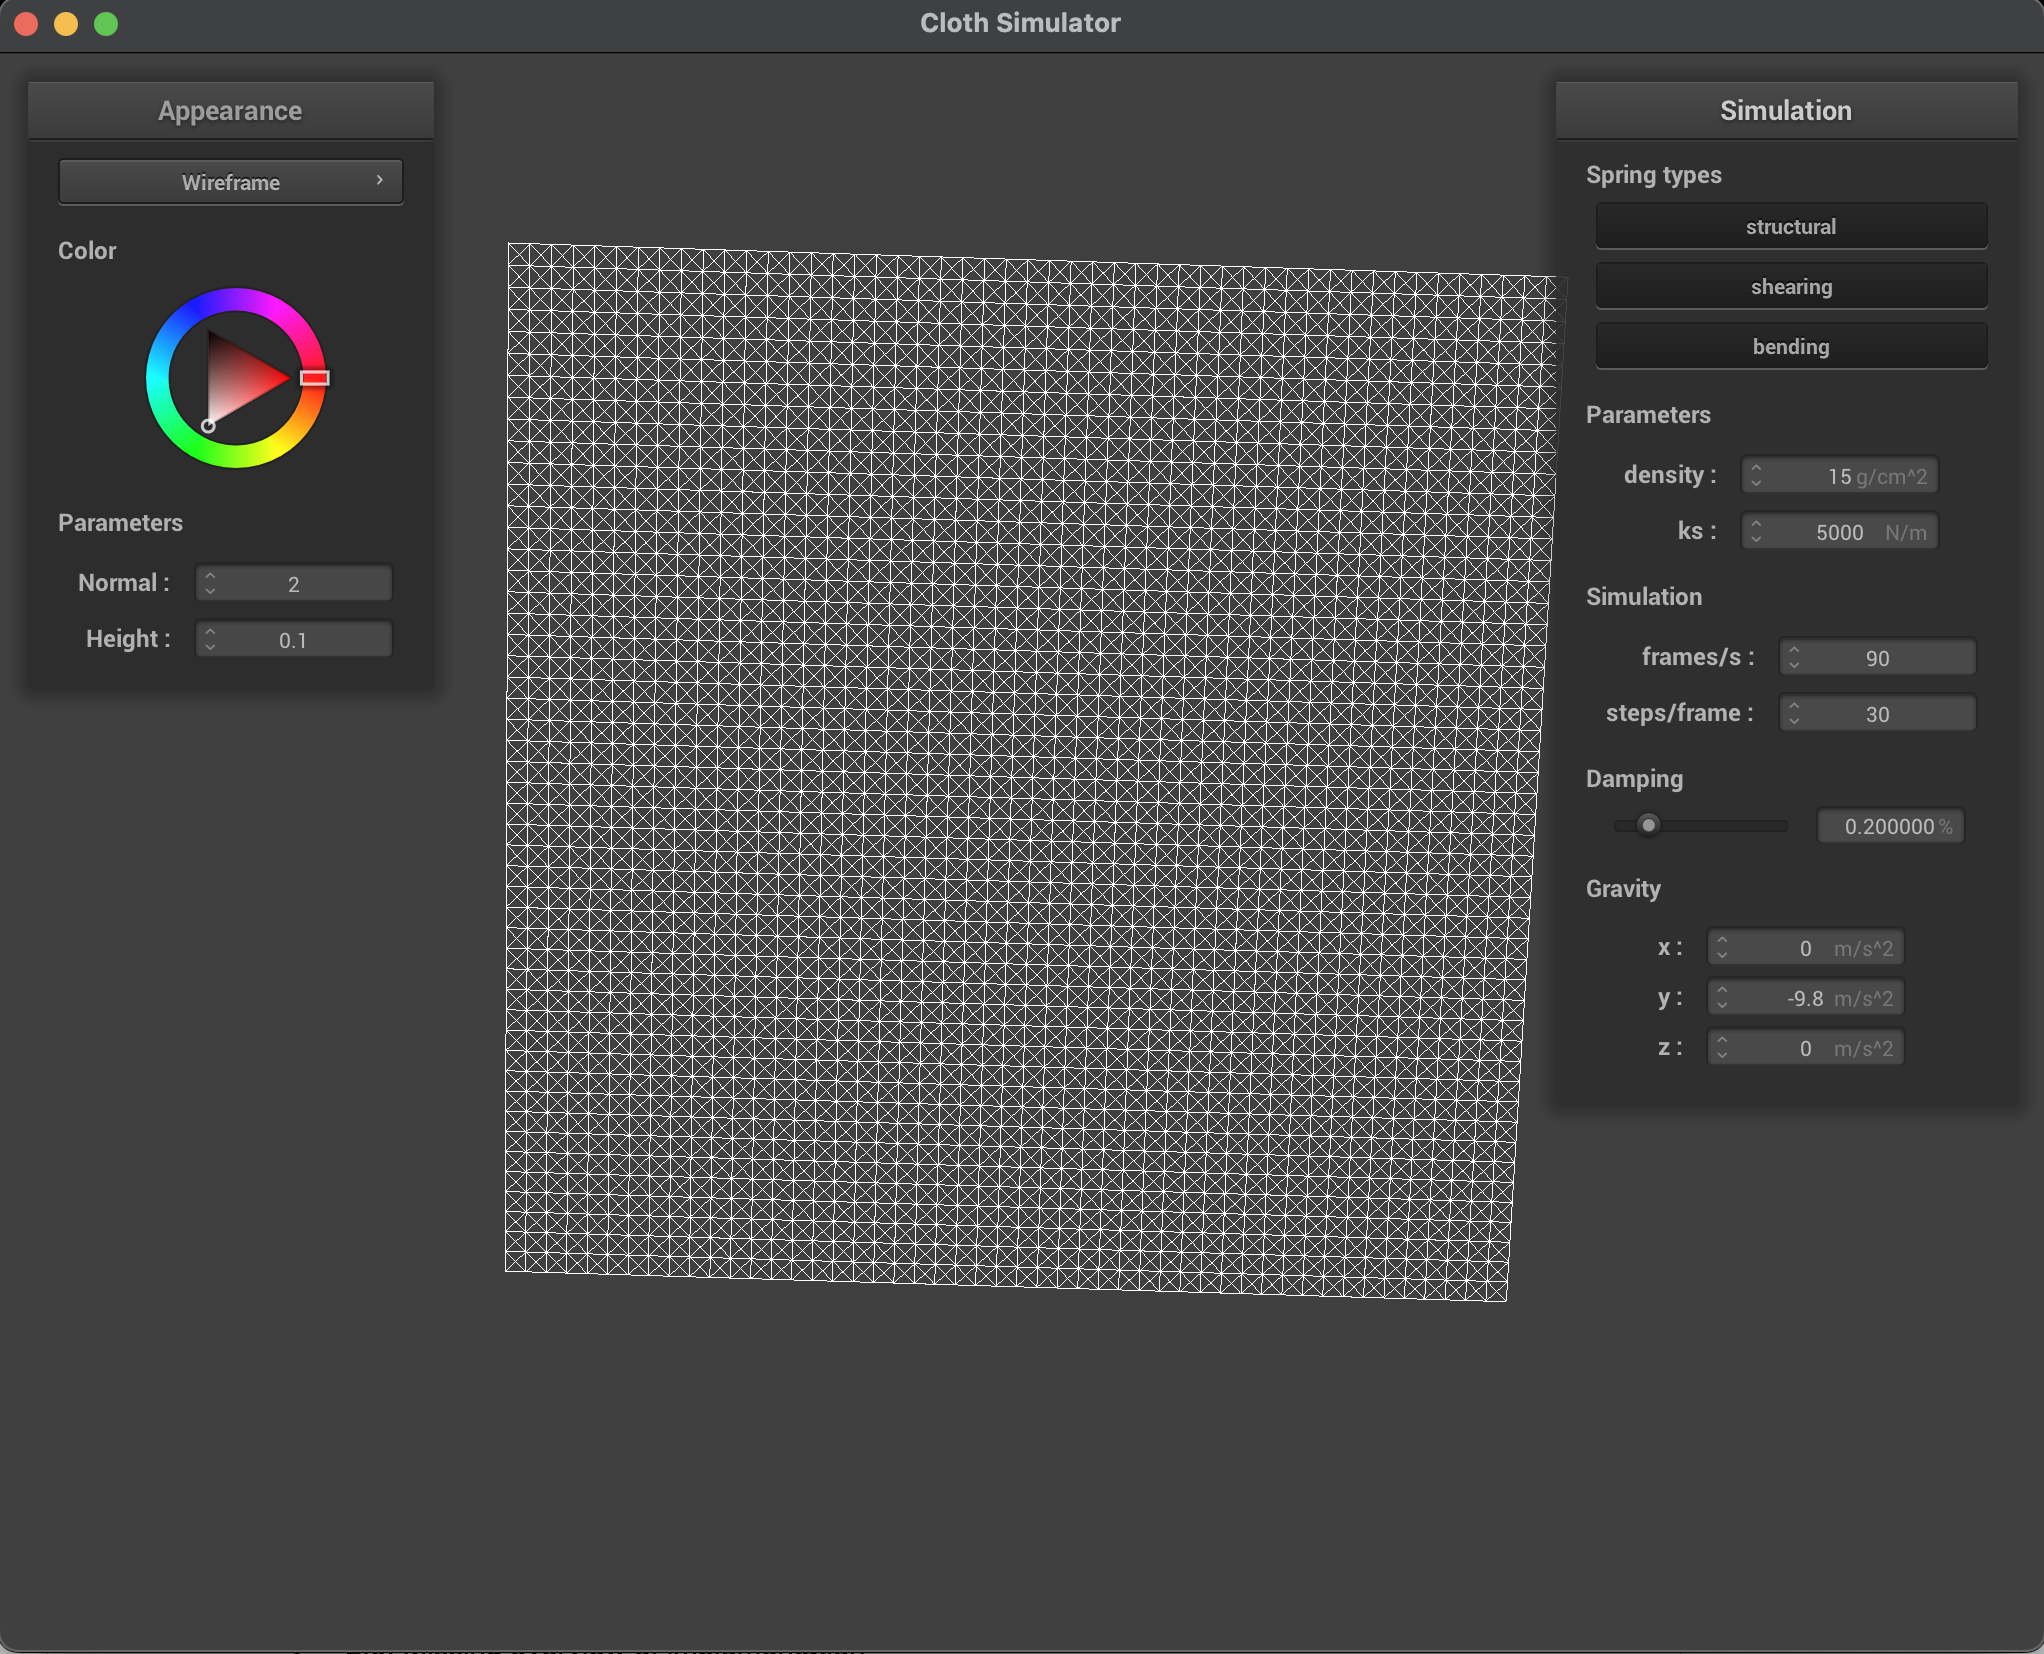 Cloth Simulator
Appearance
Wireframe
Color
Parameters
Normal : 2
Height : 0.1
Simulation
Spring types
structural
shearing
bending
Parameters
density : 15 g/cm^2
ks : 5000 N/m
Simulation
frames/s : 90
steps/frame : 30
Damping
0.200000 %
Gravity
x : 0 m/s^2
y : -9.8 m/s^2
z : 0 m/s^2